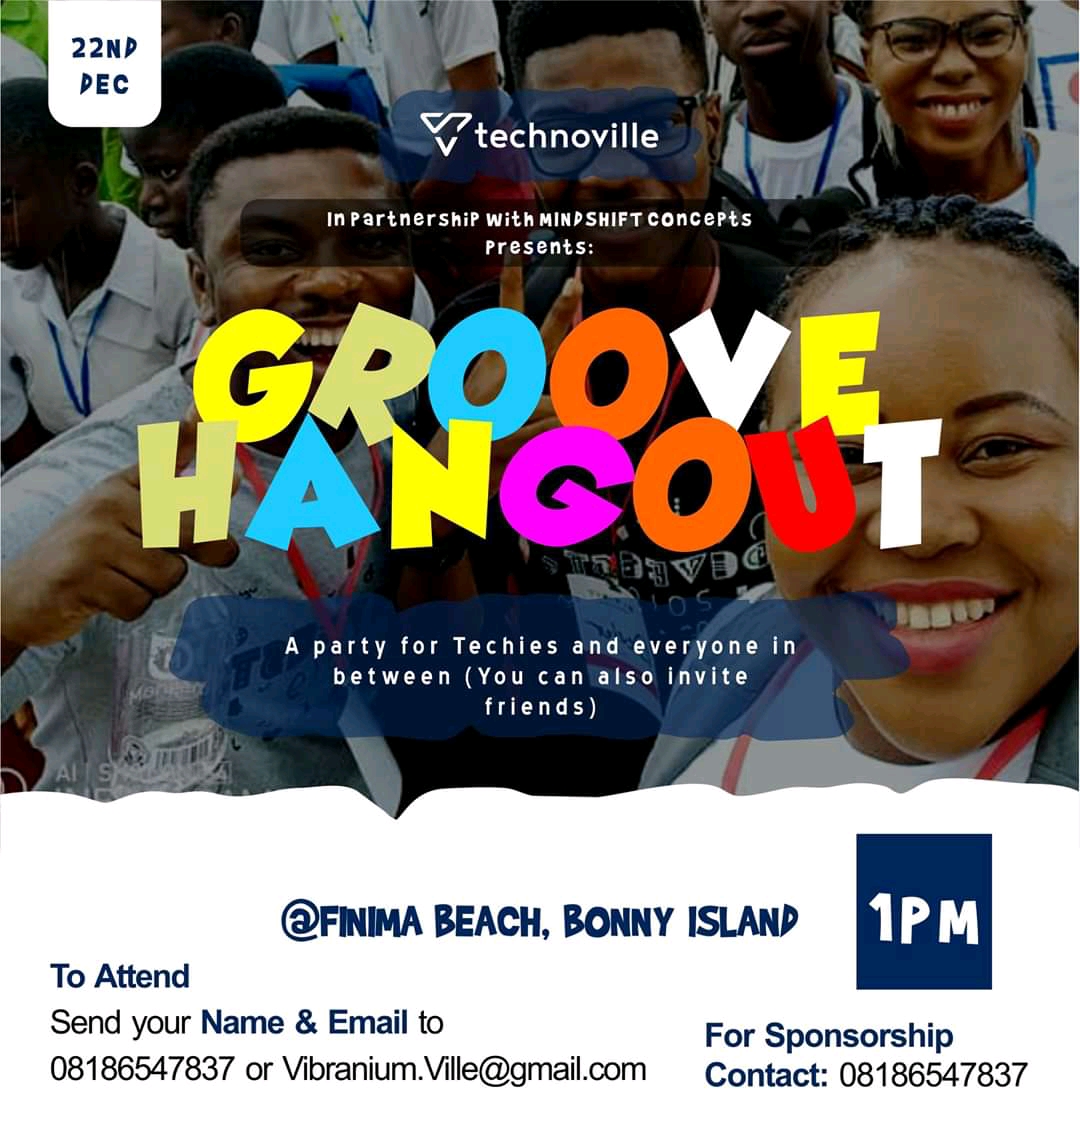 22ND
DEC
technoville
In Partnership with MINDSHIFT Concepts
Presents:
GROOVE
HANGOUT
A party for Techies and everyone in
between (You can also invite
friends)
@FINIMA BEACH, BONNY ISLAND
1PM
To Attend
Send your Name & Email to
08186547837 or Vibranium.Ville@gmail.com
For Sponsorship
Contact: 08186547837